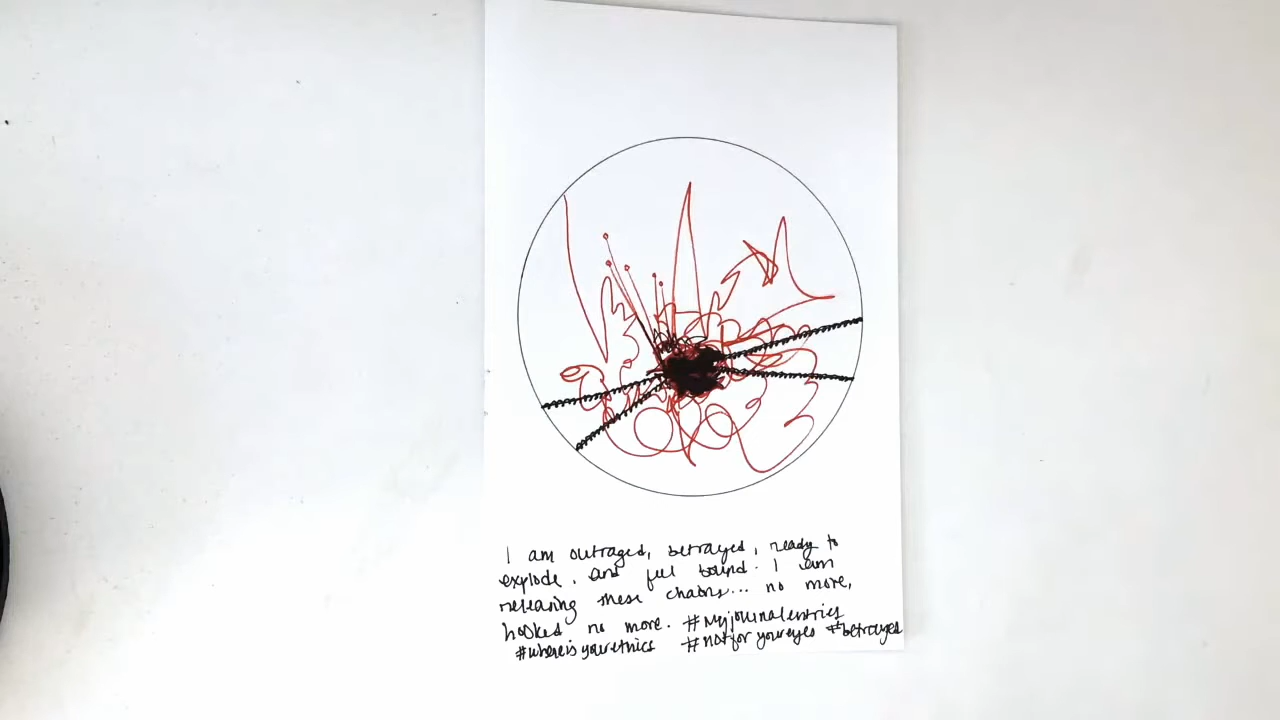 I am outraged, betrayed, ready to
explode. and feel bound. I am
releasing these chains... no more,
hooked no more. #myjournalentries
#whereisyourethics #notforyoureyes #betrayed